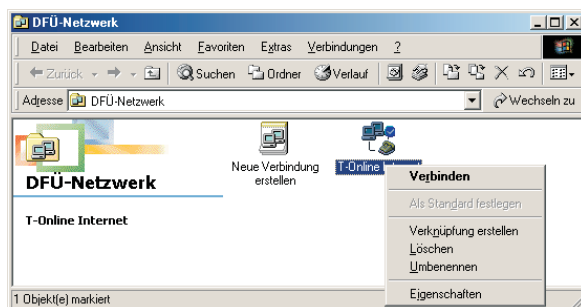 DFÜ-Netzwerk
Datei Bearbeiten Ansicht Favoriten Extras Verbindungen ?
Zurück Suchen Ordner Verlauf
Adresse DFÜ-Netzwerk Wechseln zu
Neue Verbindung
erstellen
T-Online
DFÜ-Netzwerk
T-Online Internet
Verbinden
Als Standard festlegen
Verknüpfung erstellen
Löschen
Umbenennen
Eigenschaften
1 Objekt(e) markiert